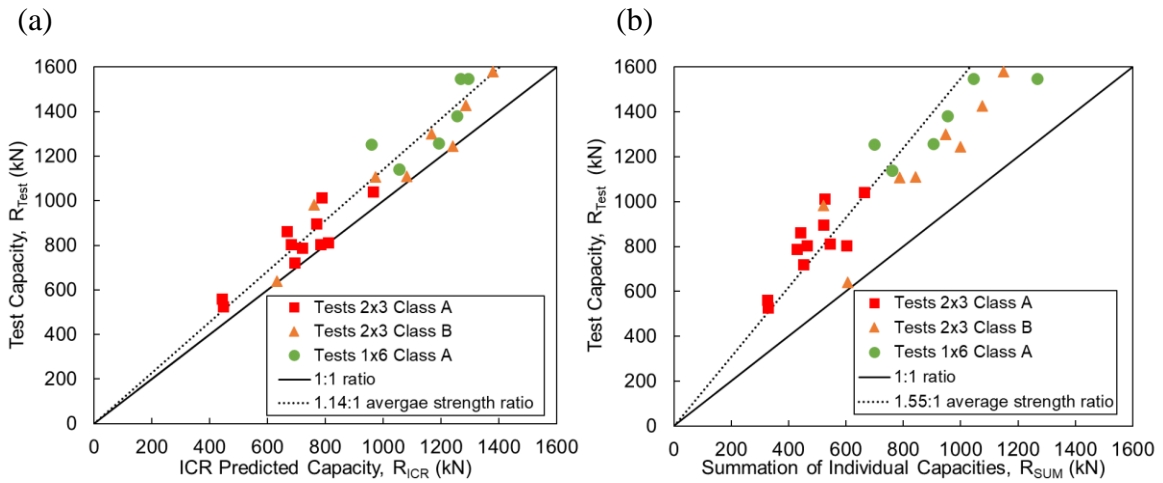 (a)
1600
1400
1200
1000
800
600
400
200
0
Test Capacity, R_Test (kN)
Tests 2x3 Class A
Tests 2x3 Class B
Tests 1x6 Class A
1:1 ratio
1.14:1 avergae strength ratio
0 200 400 600 800 1000 1200 1400 1600
ICR Predicted Capacity, R_ICR (kN)
(b)
1600
1400
1200
1000
800
600
400
200
0
Test Capacity, R_Test (kN)
Tests 2x3 Class A
Tests 2x3 Class B
Tests 1x6 Class A
1:1 ratio
1.55:1 average strength ratio
0 200 400 600 800 1000 1200 1400 1600
Summation of Individual Capacities, R_SUM (kN)